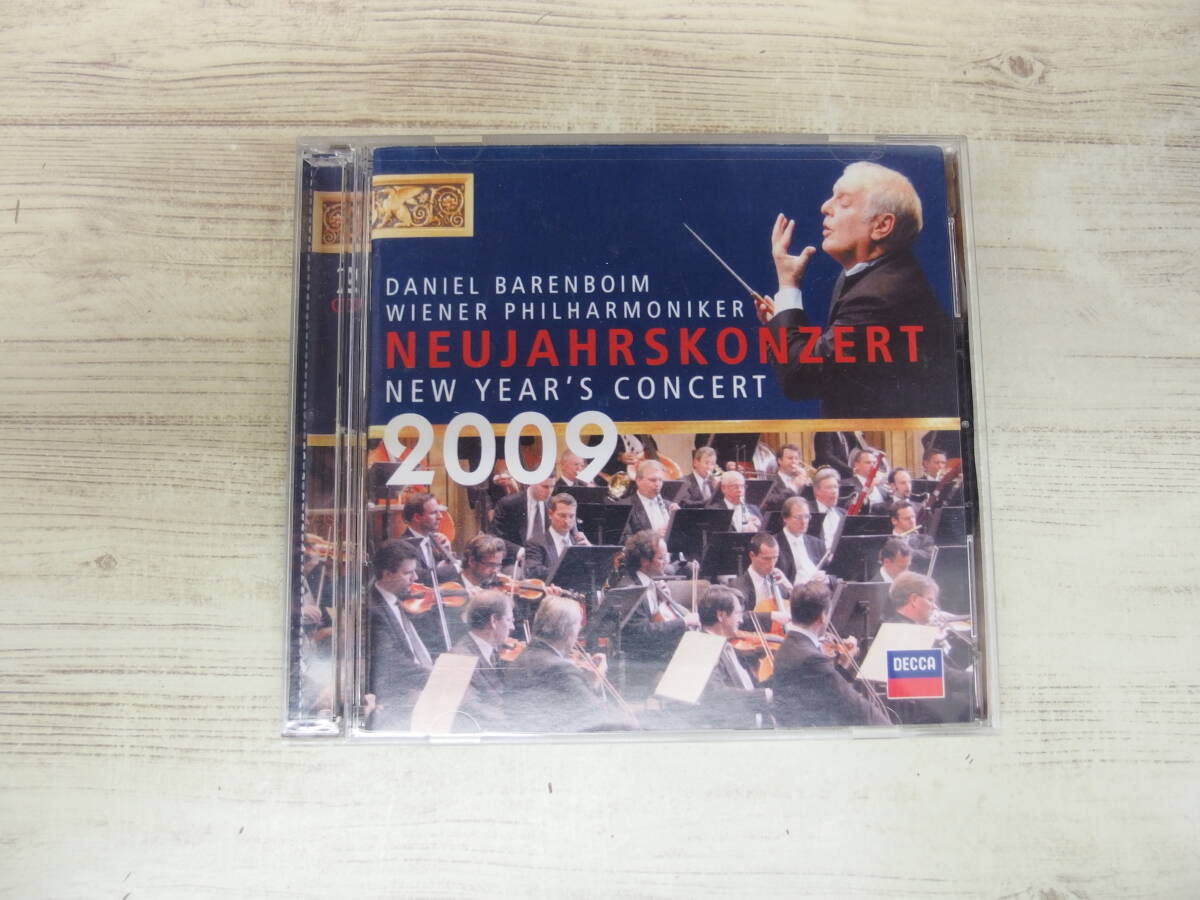 DANIEL BARENBOIM
WIENER PHILHARMONIKER
NEUJAHRSKONZERT
NEW YEAR'S CONCERT
2009
DECCA